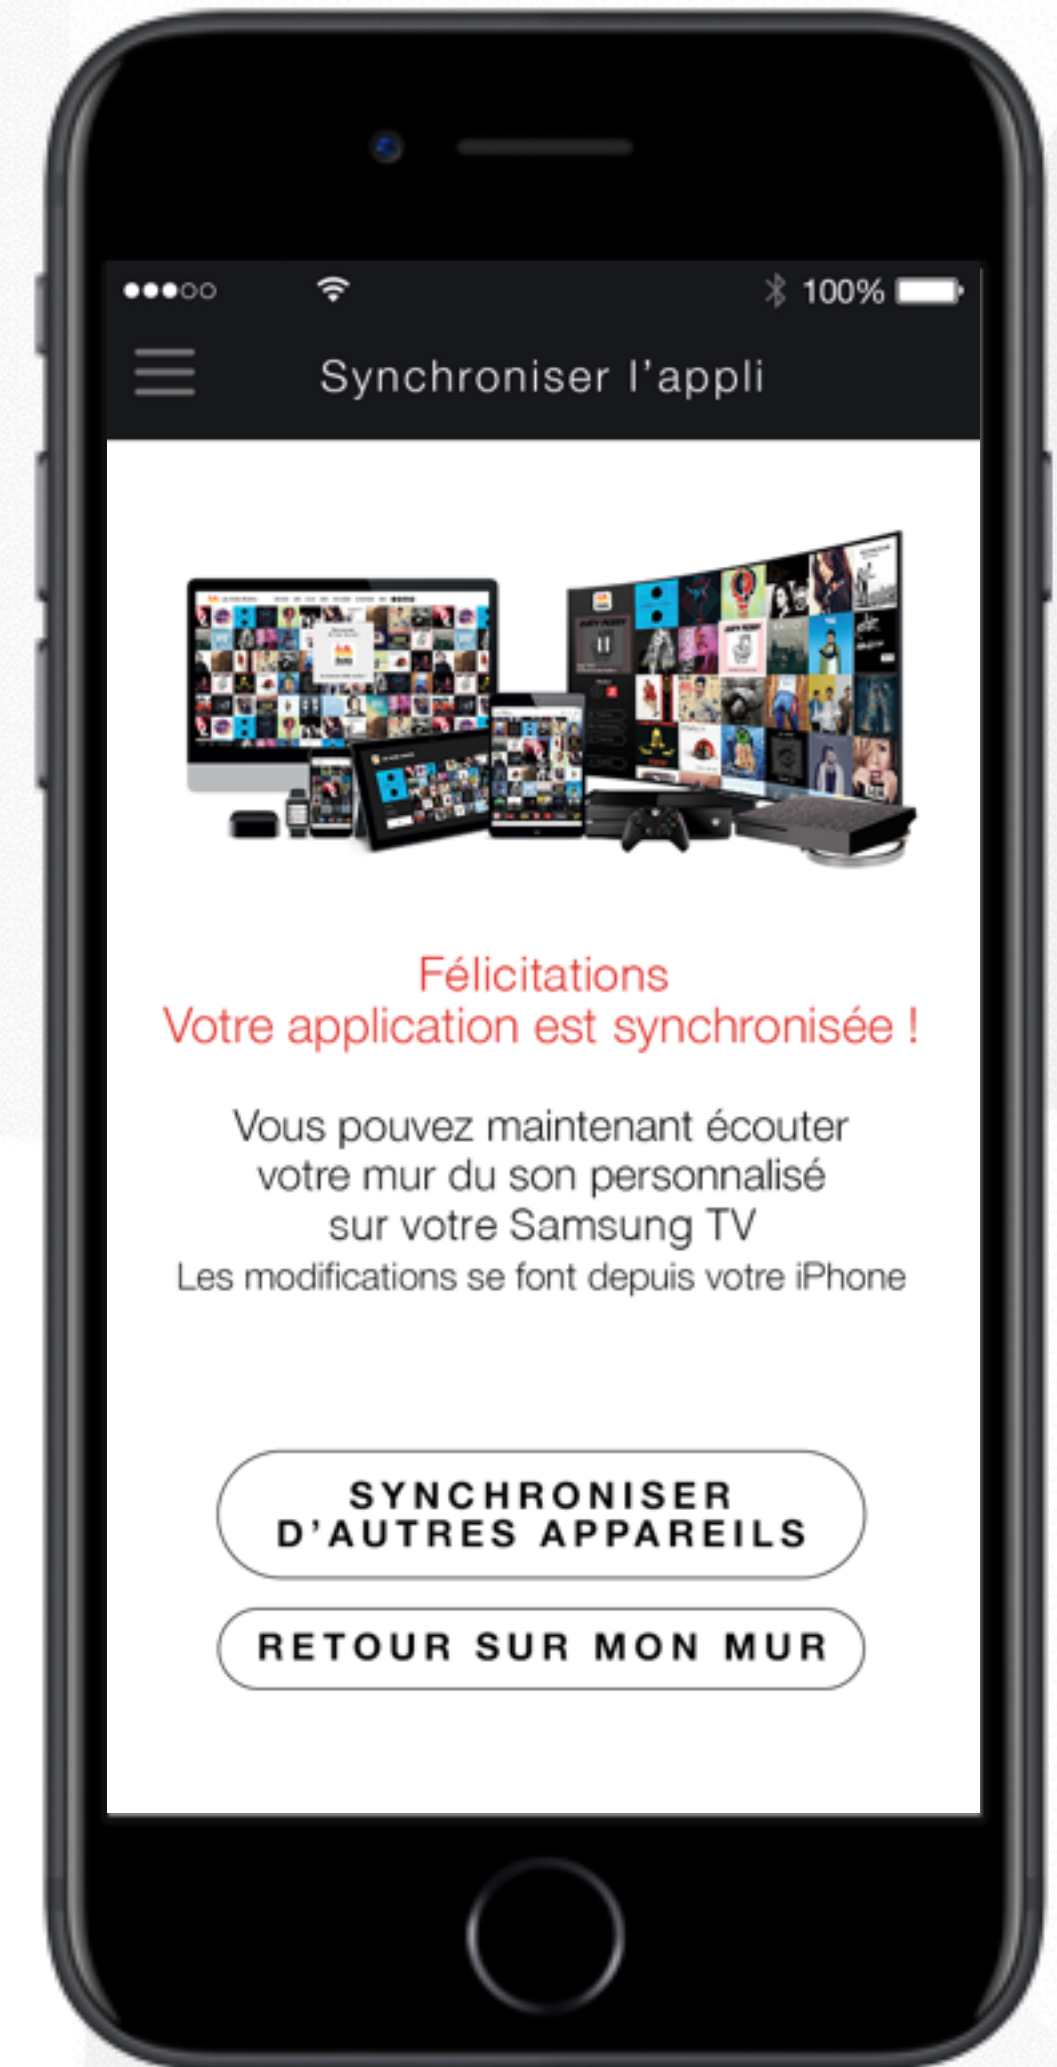 100%
Synchroniser l’appli
Félicitations
Votre application est synchronisée !
Vous pouvez maintenant écouter
votre mur du son personnalisé
sur votre Samsung TV
Les modifications se font depuis votre iPhone
SYNCHRONISER
D’AUTRES APPAREILS
RETOUR SUR MON MUR